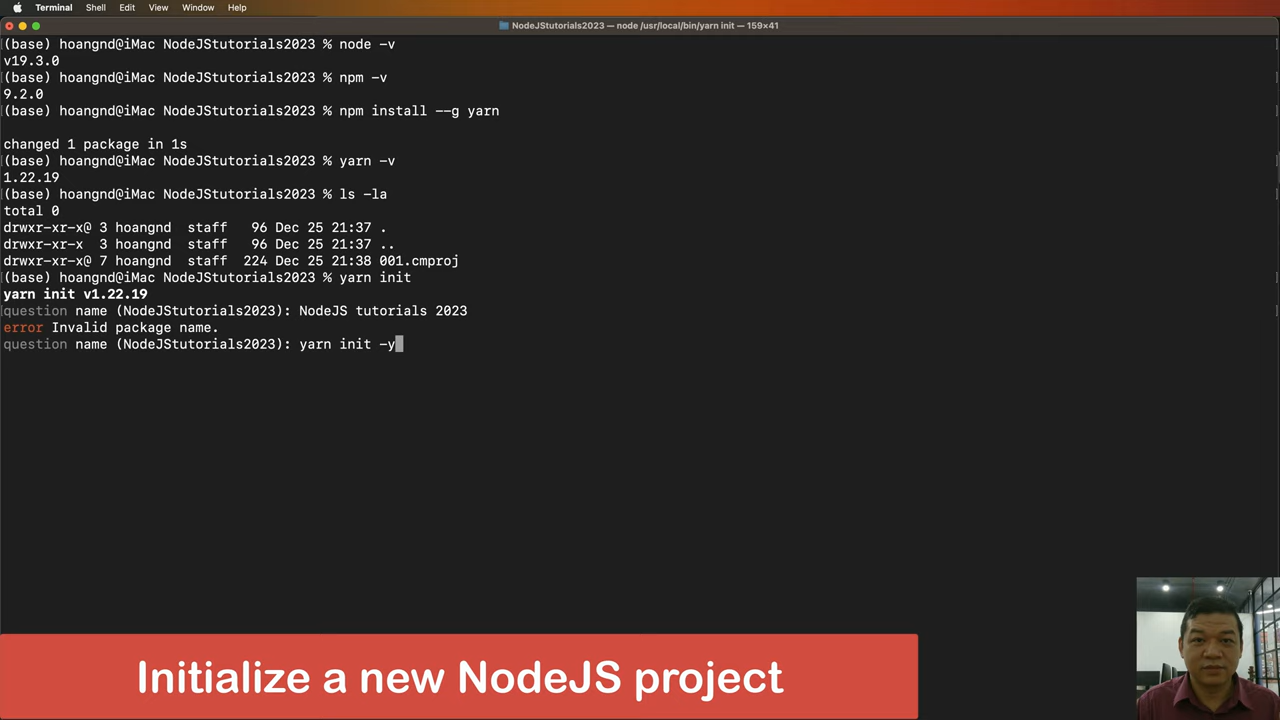 Terminal Shell Edit View Window Help
NodeJStutorials2023 — node /usr/local/bin/yarn init — 159×41
(base) hoangnd@iMac NodeJStutorials2023 % node -v
v19.3.0
(base) hoangnd@iMac NodeJStutorials2023 % npm -v
9.2.0
(base) hoangnd@iMac NodeJStutorials2023 % npm install --g yarn
changed 1 package in 1s
(base) hoangnd@iMac NodeJStutorials2023 % yarn -v
1.22.19
(base) hoangnd@iMac NodeJStutorials2023 % ls -la
total 0
drwxr-xr-x@ 3 hoangnd  staff   96 Dec 25 21:37 .
drwxr-xr-x  3 hoangnd  staff   96 Dec 25 21:37 ..
drwxr-xr-x@ 7 hoangnd  staff  224 Dec 25 21:38 001.cmproj
(base) hoangnd@iMac NodeJStutorials2023 % yarn init
yarn init v1.22.19
question name (NodeJStutorials2023): NodeJS tutorials 2023
error Invalid package name.
question name (NodeJStutorials2023): yarn init -y
Initialize a new NodeJS project